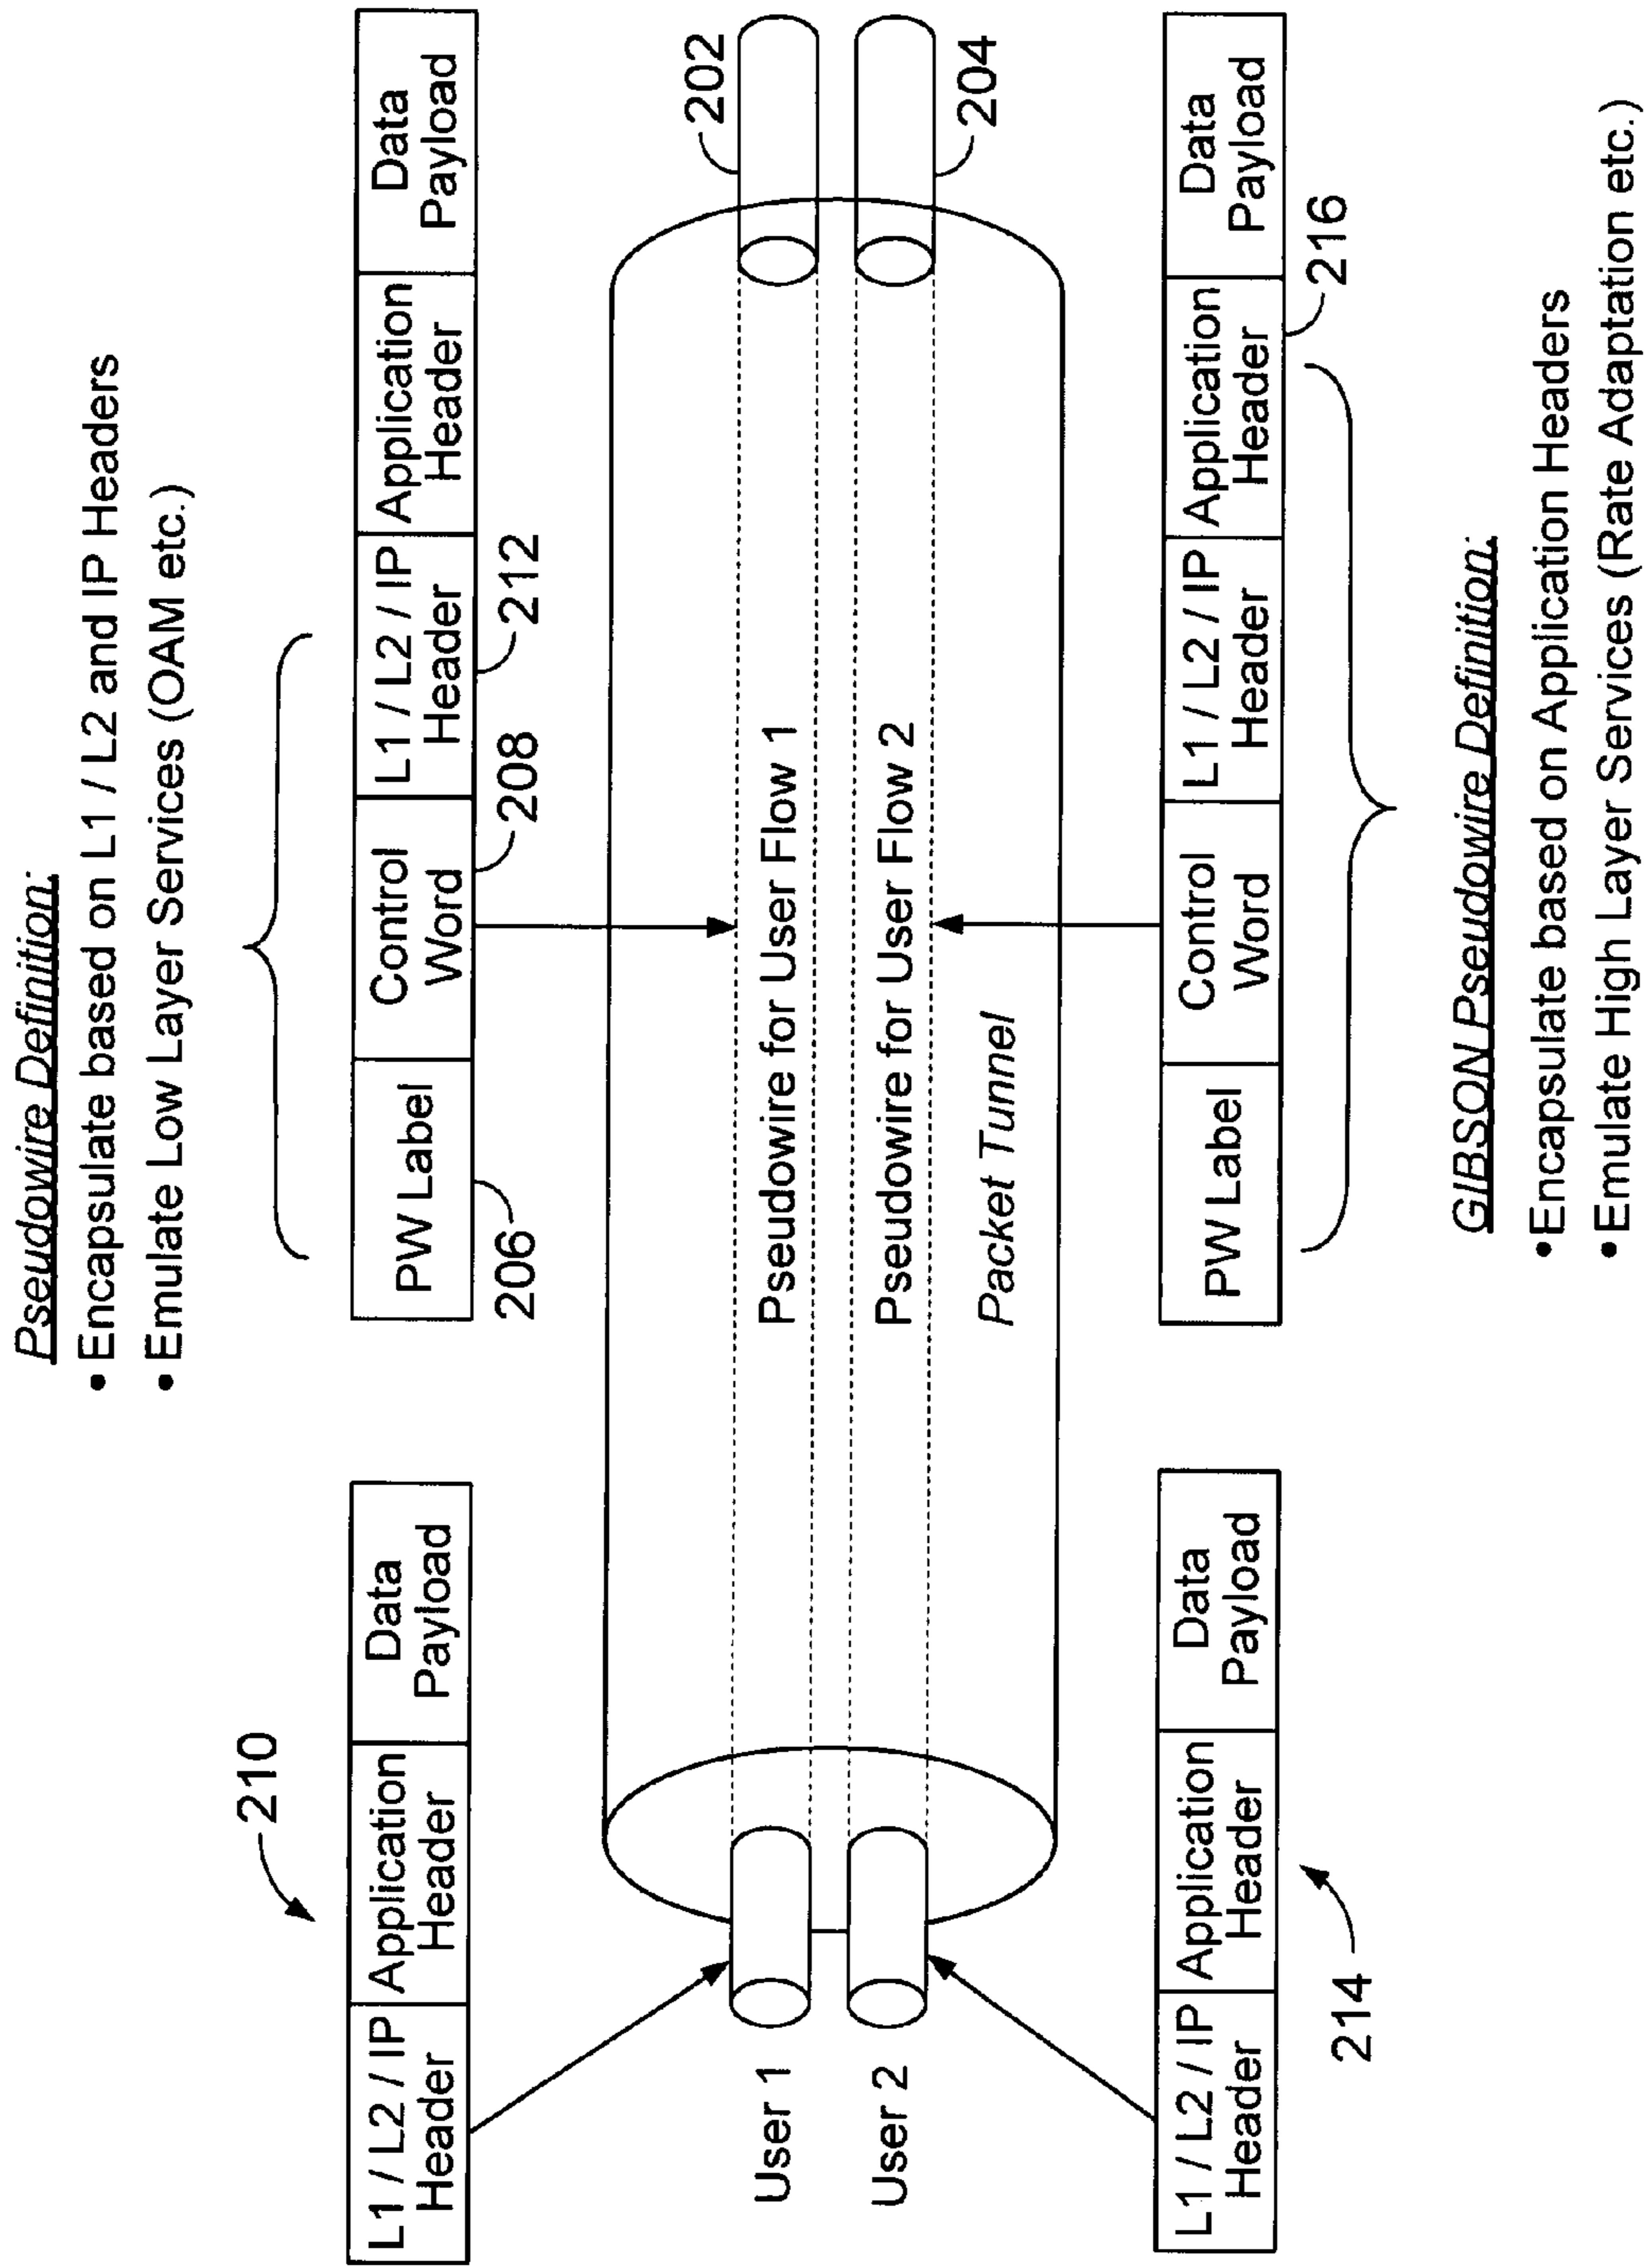 Pseudowire Definition:
• Encapsulate based on L1 / L2 and IP Headers
• Emulate Low Layer Services (OAM etc.)
210
L1 / L2 / IP
Header
Application
Header
Data
Payload
PW Label
Control
Word
L1 / L2 / IP
Header
Application
Header
Data
Payload
206
208
212
202
User 1
Pseudowire for User Flow 1
User 2
Pseudowire for User Flow 2
204
Packet Tunnel
L1 / L2 / IP
Header
Application
Header
Data
Payload
PW Label
Control
Word
L1 / L2 / IP
Header
Application
Header
Data
Payload
214
216
GIBSON Pseudowire Definition:
•Encapsulate based on Application Headers
• Emulate High Layer Services (Rate Adaptation etc.)